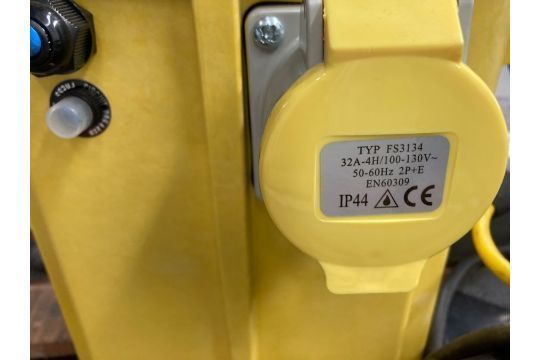 TYP FS3134
32A-4H/100-130V~
50-60Hz 2P+E
EN60309
IP44 CE